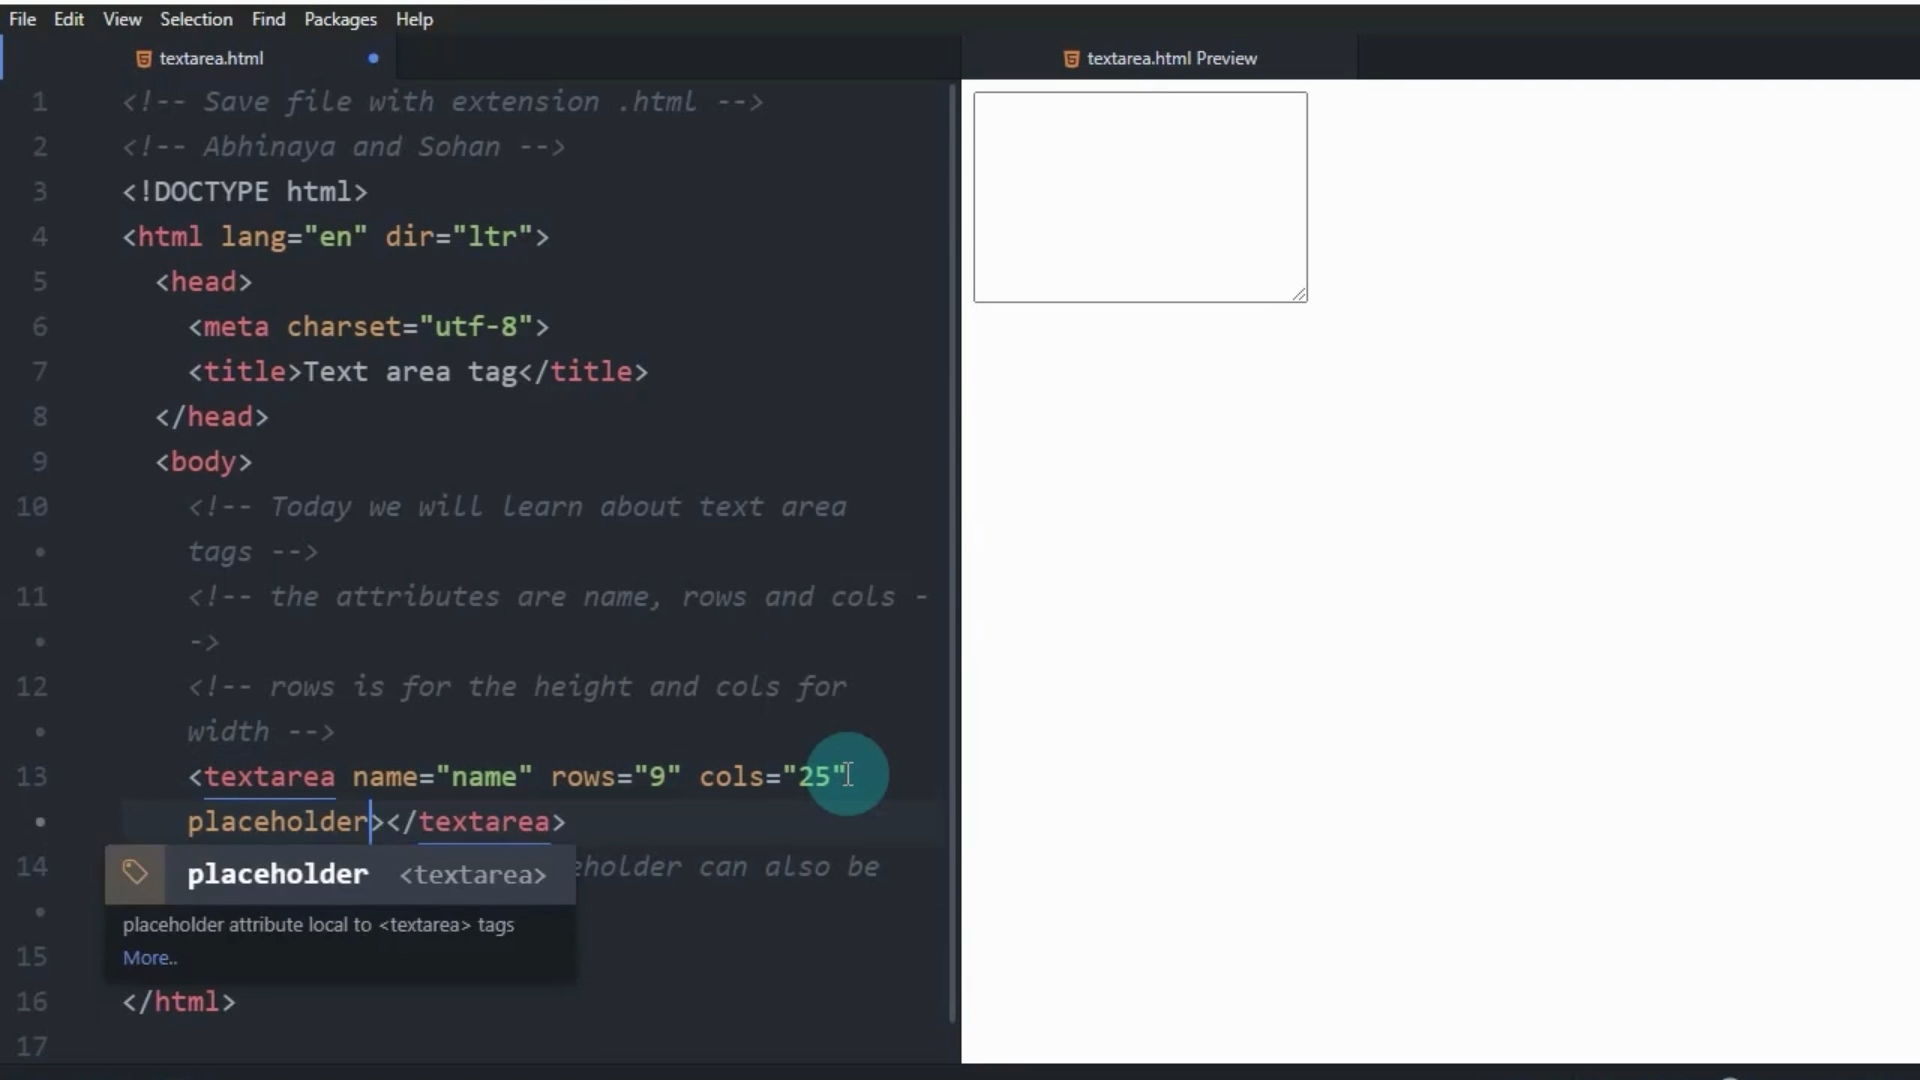 File Edit View Selection Find Packages Help
textarea.html
textarea.html Preview
1 <!-- Save file with extension .html -->
2 <!-- Abhinaya and Sohan -->
3 <!DOCTYPE html>
4 <html lang="en" dir="ltr">
5 <head>
6 <meta charset="utf-8">
7 <title>Text area tag</title>
8 </head>
9 <body>
10 <!-- Today we will learn about text area
• tags -->
11 <!-- the attributes are name, rows and cols -
• ->
12 <!-- rows is for the height and cols for
• width -->
13 <textarea name="name" rows="9" cols="25"
• placeholder></textarea>
14 eholder can also be
placeholder <textarea>
•
placeholder attribute local to <textarea> tags
15
More..
16 </html>
17